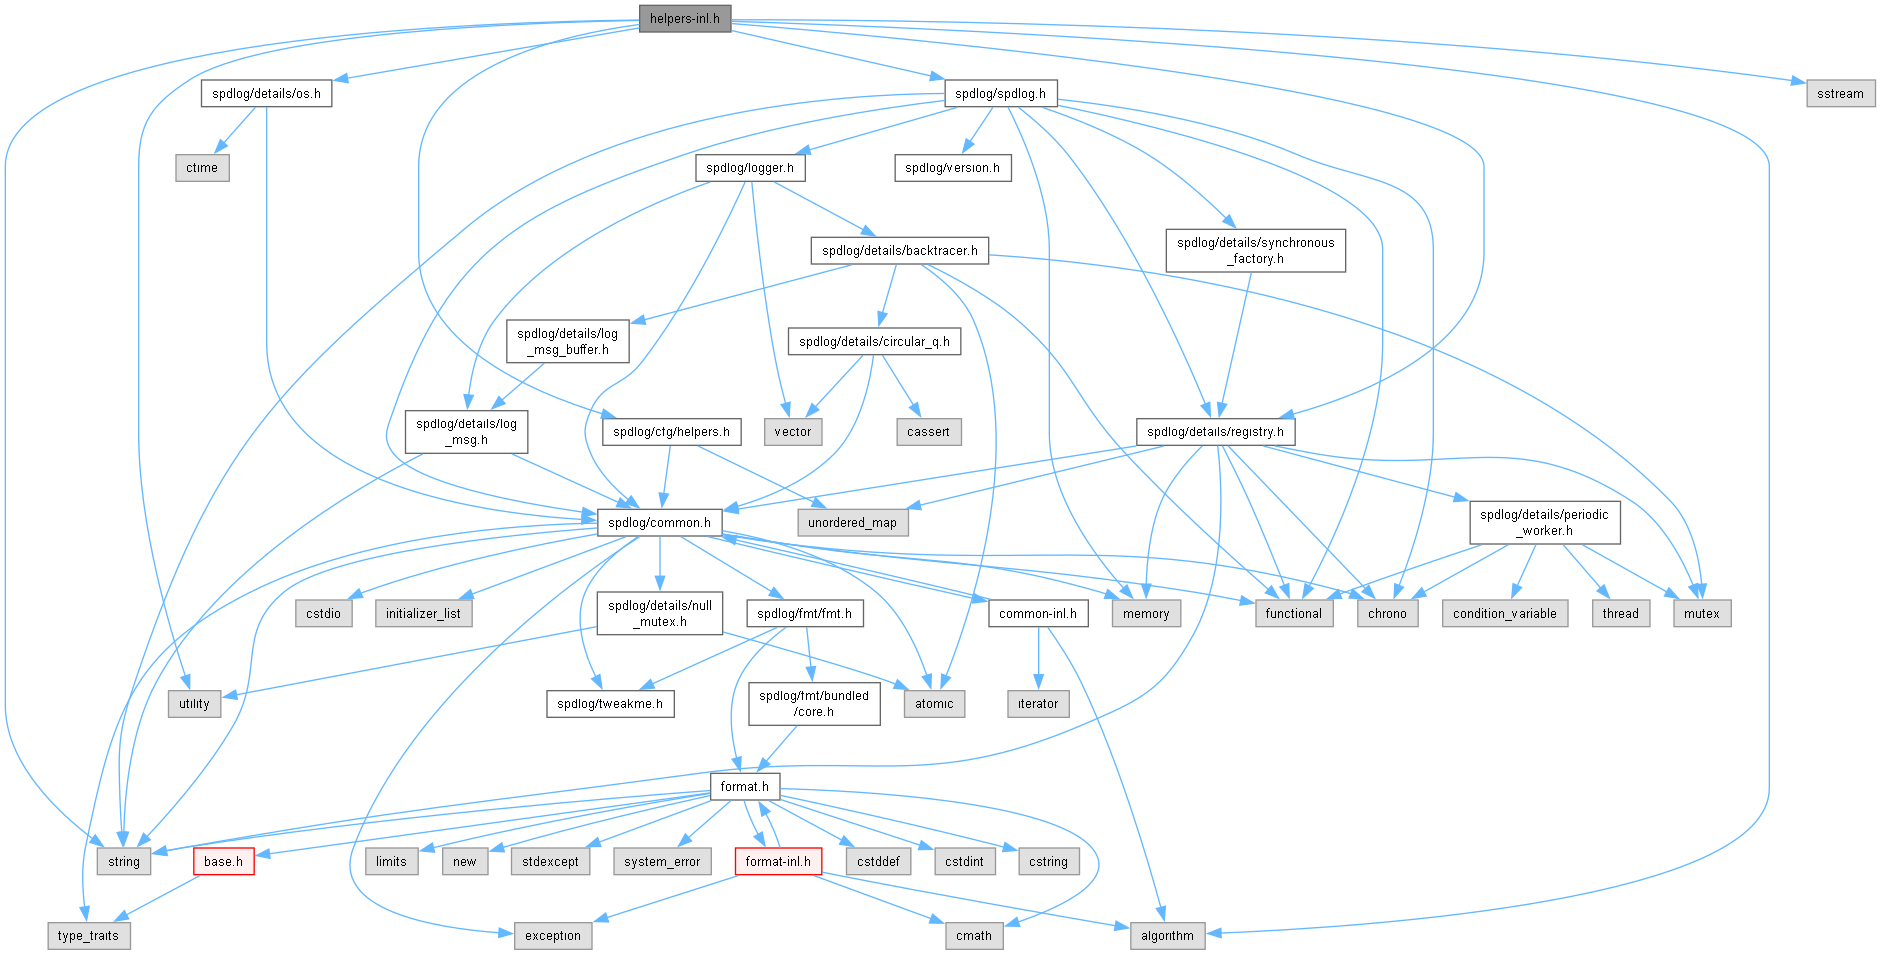 helpers-inl.h
spdlog/details/os.h
spdlog/spdlog.h
sstream
ctime
spdlog/logger.h
spdlog/version.h
spdlog/details/backtracer.h
spdlog/details/synchronous
_factory.h
spdlog/details/log
_msg_buffer.h
spdlog/details/circular_q.h
spdlog/details/log
_msg.h
spdlog/cfg/helpers.h
vector
cassert
spdlog/details/registry.h
spdlog/common.h
unordered_map
spdlog/details/periodic
_worker.h
cstdio
initializer_list
spdlog/details/null
_mutex.h
spdlog/fmt/fmt.h
common-inl.h
memory
functional
chrono
condition_variable
thread
mutex
utility
spdlog/tweakme.h
spdlog/fmt/bundled
/core.h
atomic
iterator
format.h
string
base.h
limits
new
stdexcept
system_error
format-inl.h
cstddef
cstdint
cstring
type_traits
exception
cmath
algorithm